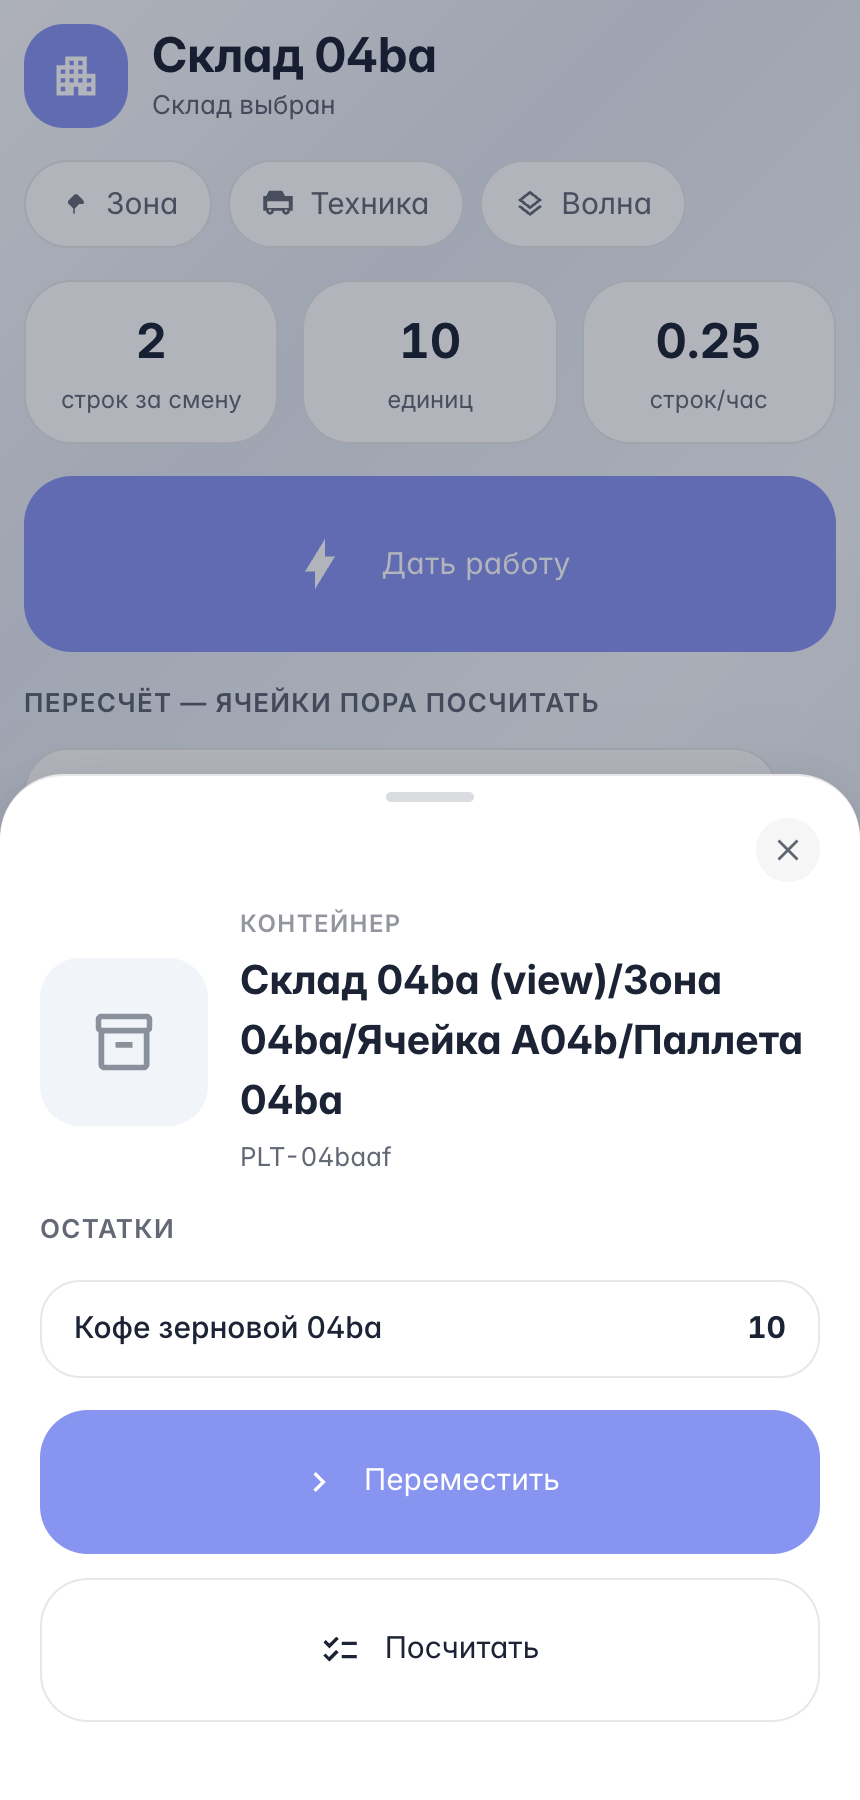 Склад 04ba
Склад выбран
Зона
Техника
Волна
2
строк за смену
10
единиц
0.25
строк/час
Дать работу
ПЕРЕСЧЁТ — ЯЧЕЙКИ ПОРА ПОСЧИТАТЬ
КОНТЕЙНЕР
Склад 04ba (view)/Зона
04ba/Ячейка A04b/Паллета
04ba
PLT-04baaf
ОСТАТКИ
Кофе зерновой 04ba
10
Переместить
Посчитать